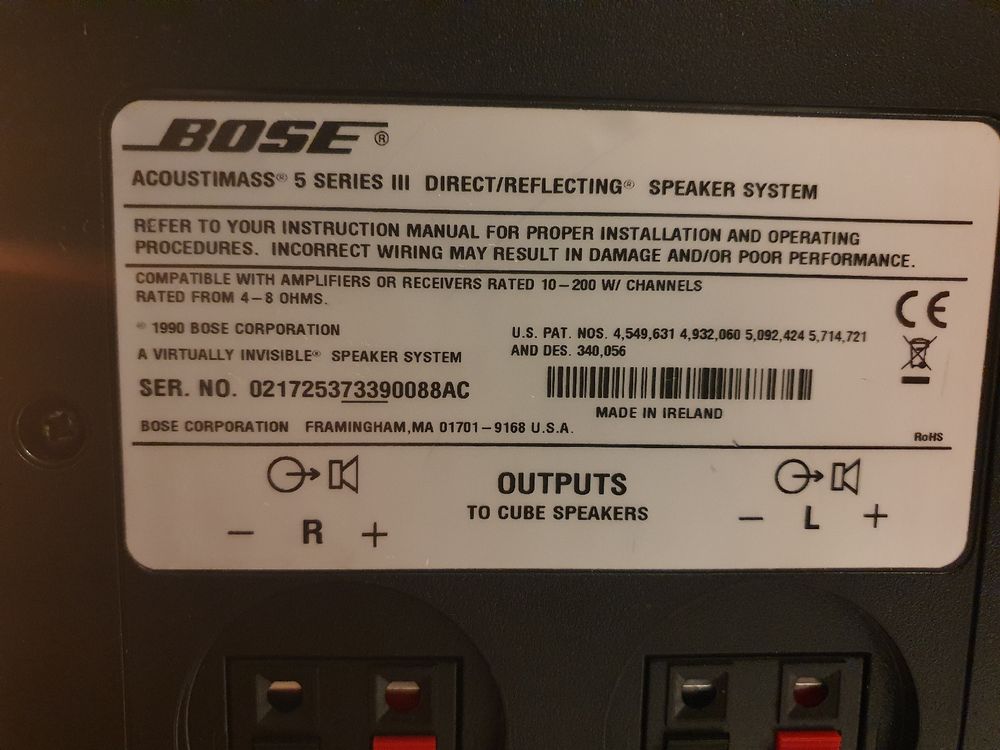 BOSE®
ACOUSTIMASS® 5 SERIES III DIRECT/REFLECTING® SPEAKER SYSTEM
REFER TO YOUR INSTRUCTION MANUAL FOR PROPER INSTALLATION AND OPERATING
PROCEDURES. INCORRECT WIRING MAY RESULT IN DAMAGE AND/OR POOR PERFORMANCE.
COMPATIBLE WITH AMPLIFIERS OR RECEIVERS RATED 10-200 W/ CHANNELS
RATED FROM 4-8 OHMS.
CE
© 1990 BOSE CORPORATION
U.S. PAT. NOS. 4,549,631 4,932,060 5,092,424 5,714,721
AND DES. 340,056
A VIRTUALLY INVISIBLE® SPEAKER SYSTEM
SER. NO. 021725373390088AC
MADE IN IRELAND
BOSE CORPORATION FRAMINGHAM,MA 01701-9168 U.S.A.
RoHS
OUTPUTS
TO CUBE SPEAKERS
- R +
- L +